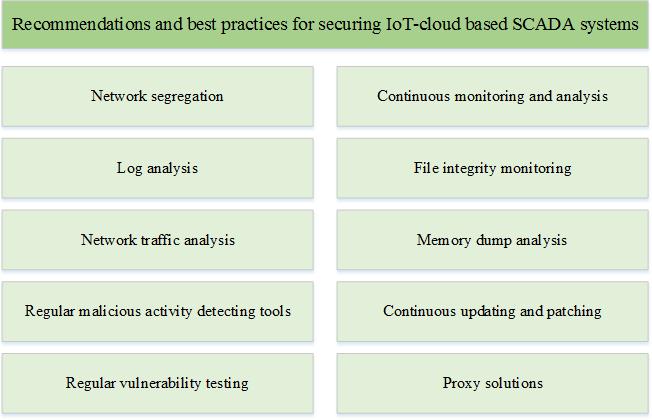 Recommendations and best practices for securing IoT-cloud based SCADA systems
Network segregation
Continuous monitoring and analysis
Log analysis
File integrity monitoring
Network traffic analysis
Memory dump analysis
Regular malicious activity detecting tools
Continuous updating and patching
Regular vulnerability testing
Proxy solutions